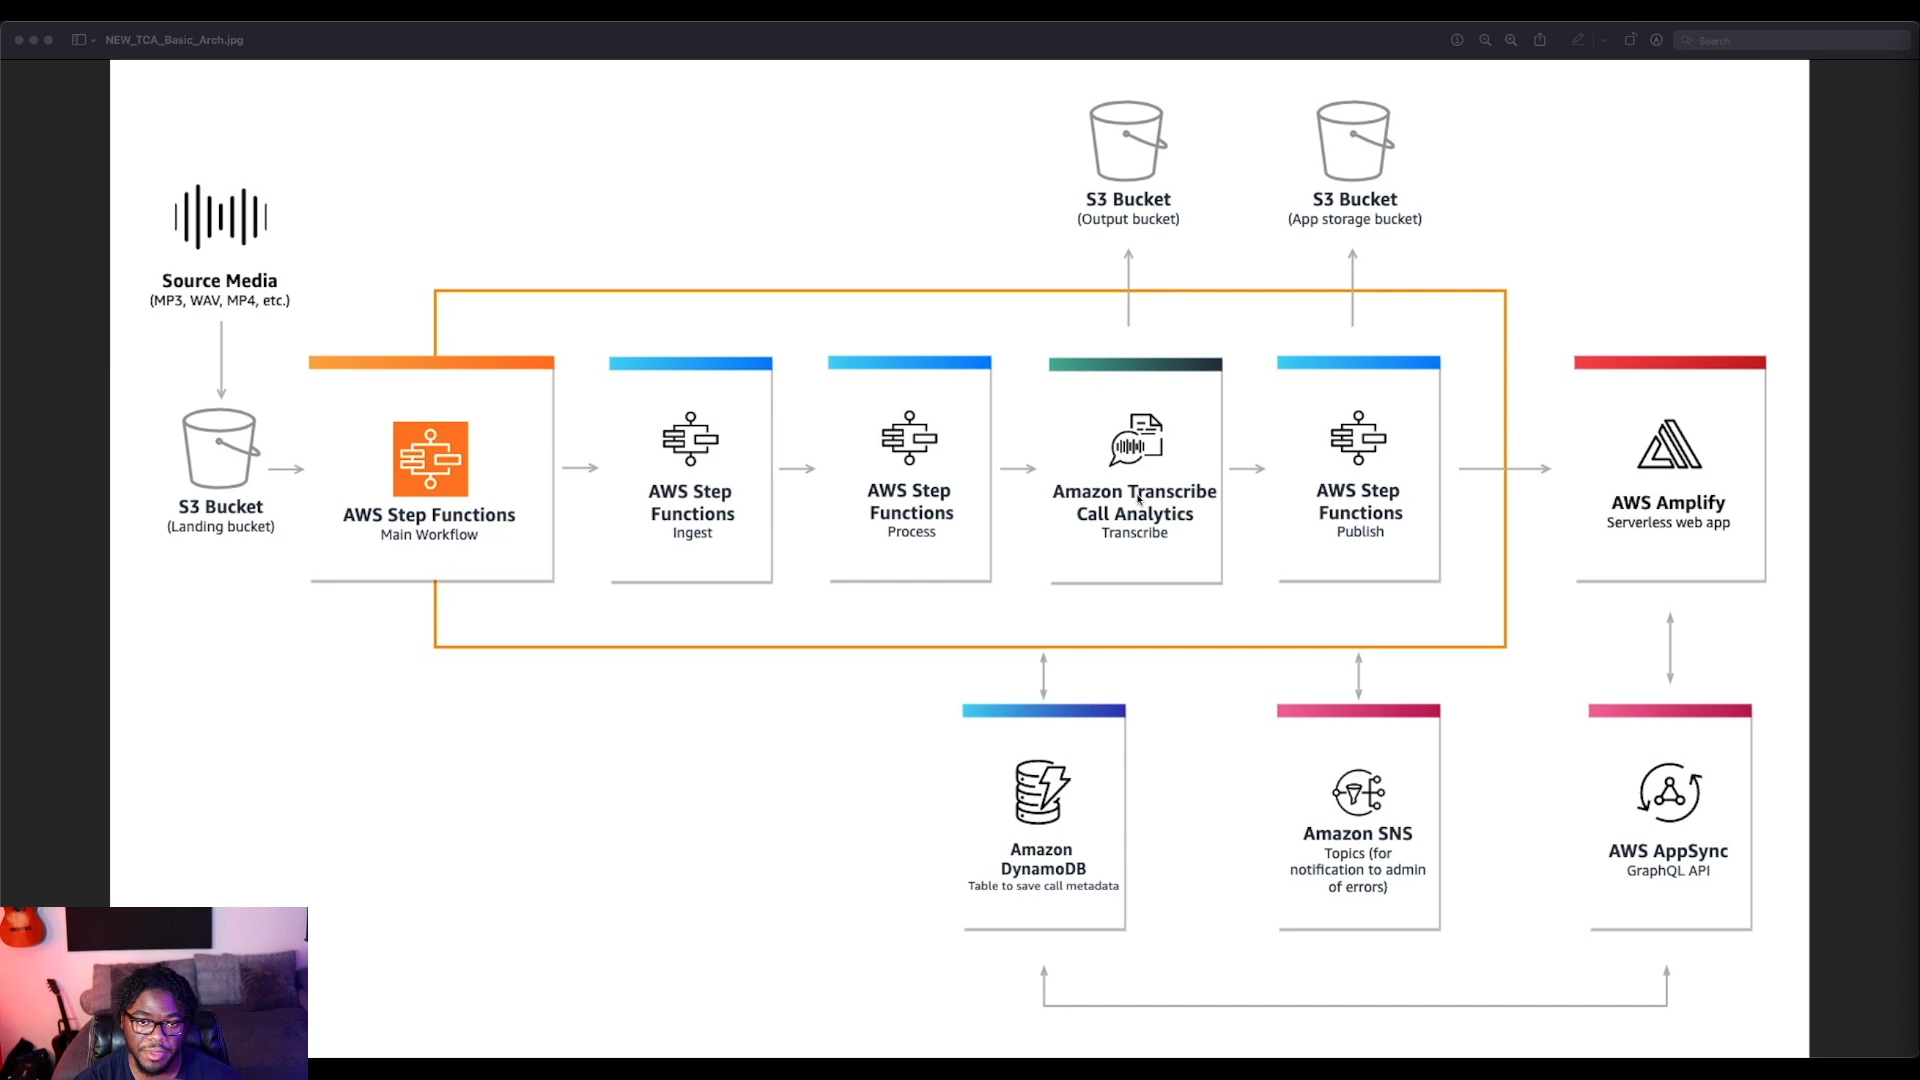 NEW_TCA_Basic_Arch.jpg
Search
S3 Bucket
(Output bucket)
S3 Bucket
(App storage bucket)
Source Media
(MP3, WAV, MP4, etc.)
S3 Bucket
(Landing bucket)
AWS Step Functions
Main Workflow
AWS Step
Functions
Ingest
AWS Step
Functions
Process
Amazon Transcribe
Call Analytics
Transcribe
AWS Step
Functions
Publish
AWS Amplify
Serverless web app
Amazon
DynamoDB
Table to save call metadata
Amazon SNS
Topics (for
notification to admin
of errors)
AWS AppSync
GraphQL API